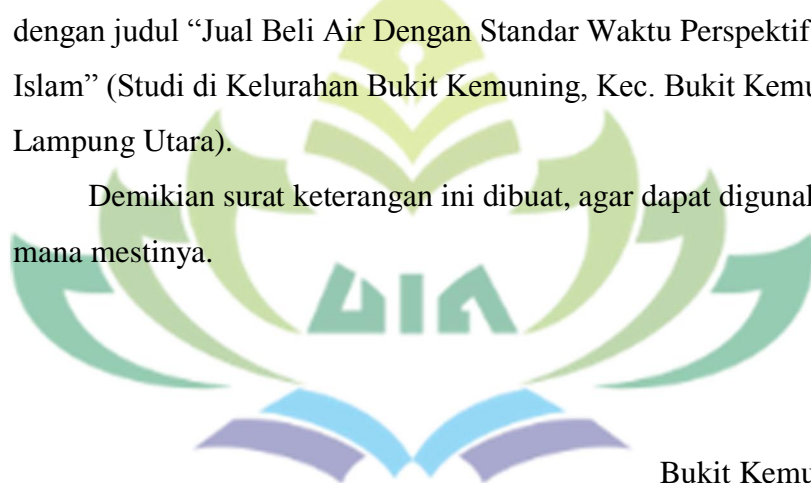 dengan judul “Jual Beli Air Dengan Standar Waktu Perspektif
Islam” (Studi di Kelurahan Bukit Kemuning, Kec. Bukit Kemu
Lampung Utara).
Demikian surat keterangan ini dibuat, agar dapat digunal
mana mestinya.
UIN
Bukit Kemu